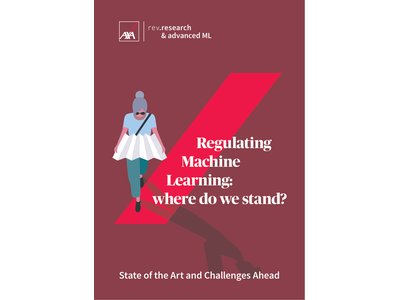 AXA
rev.research
& advanced ML
Regulating
Machine
Learning:
where do we stand?
State of the Art and Challenges Ahead